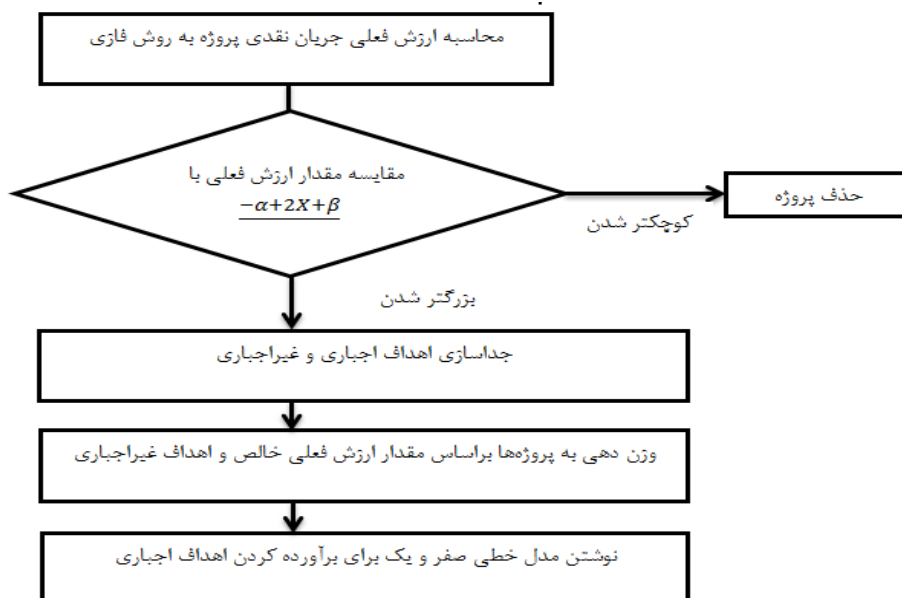 محاسبه ارزش فعلی جریان نقدی پروژه به روش فازی
مقایسه مقدار ارزش فعلی با
−α+2X+β
حذف پروژه
کوچکتر شدن
بزرگتر شدن
جداسازی اهداف اجباری و غیراجباری
وزن دهی به پروژه‌ها براساس مقدار ارزش فعلی خالص و اهداف غیراجباری
نوشتن مدل خطی صفر و یک برای برآورده کردن اهداف اجباری